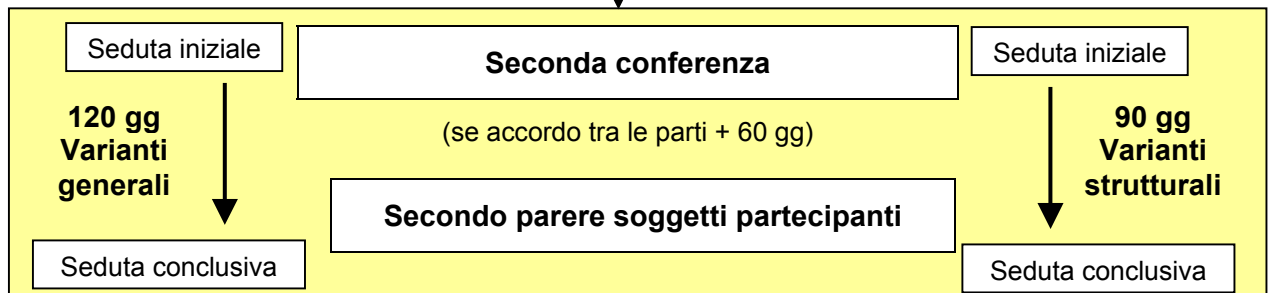 Seduta iniziale
Seconda conferenza
Seduta iniziale
120 gg
Varianti
generali
(se accordo tra le parti + 60 gg)
90 gg
Varianti
strutturali
Secondo parere soggetti partecipanti
Seduta conclusiva
Seduta conclusiva